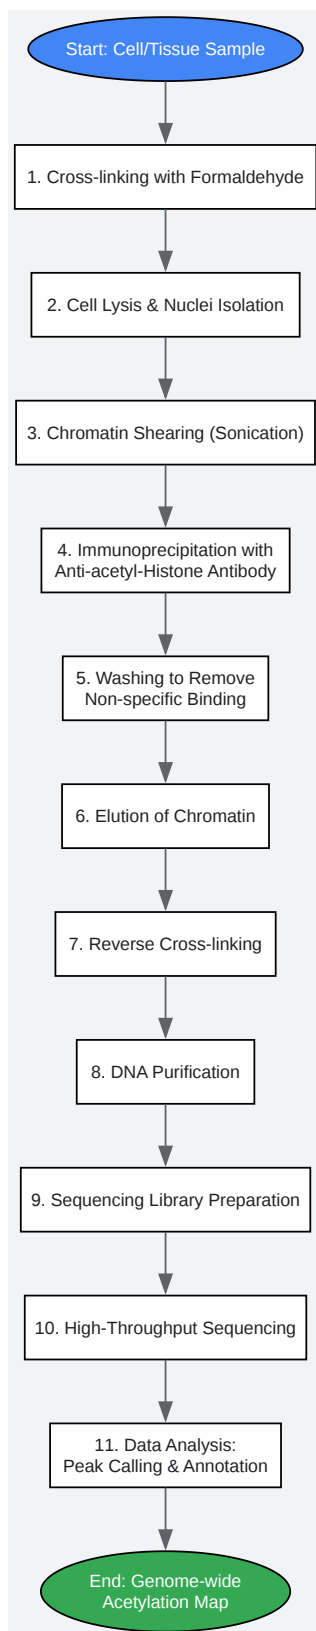 Start: Cell/Tissue Sample
1. Cross-linking with Formaldehyde
2. Cell Lysis & Nuclei Isolation
3. Chromatin Shearing (Sonication)
4. Immunoprecipitation with
Anti-acetyl-Histone Antibody
5. Washing to Remove
Non-specific Binding
6. Elution of Chromatin
7. Reverse Cross-linking
8. DNA Purification
9. Sequencing Library Preparation
10. High-Throughput Sequencing
11. Data Analysis:
Peak Calling & Annotation
End: Genome-wide
Acetylation Map